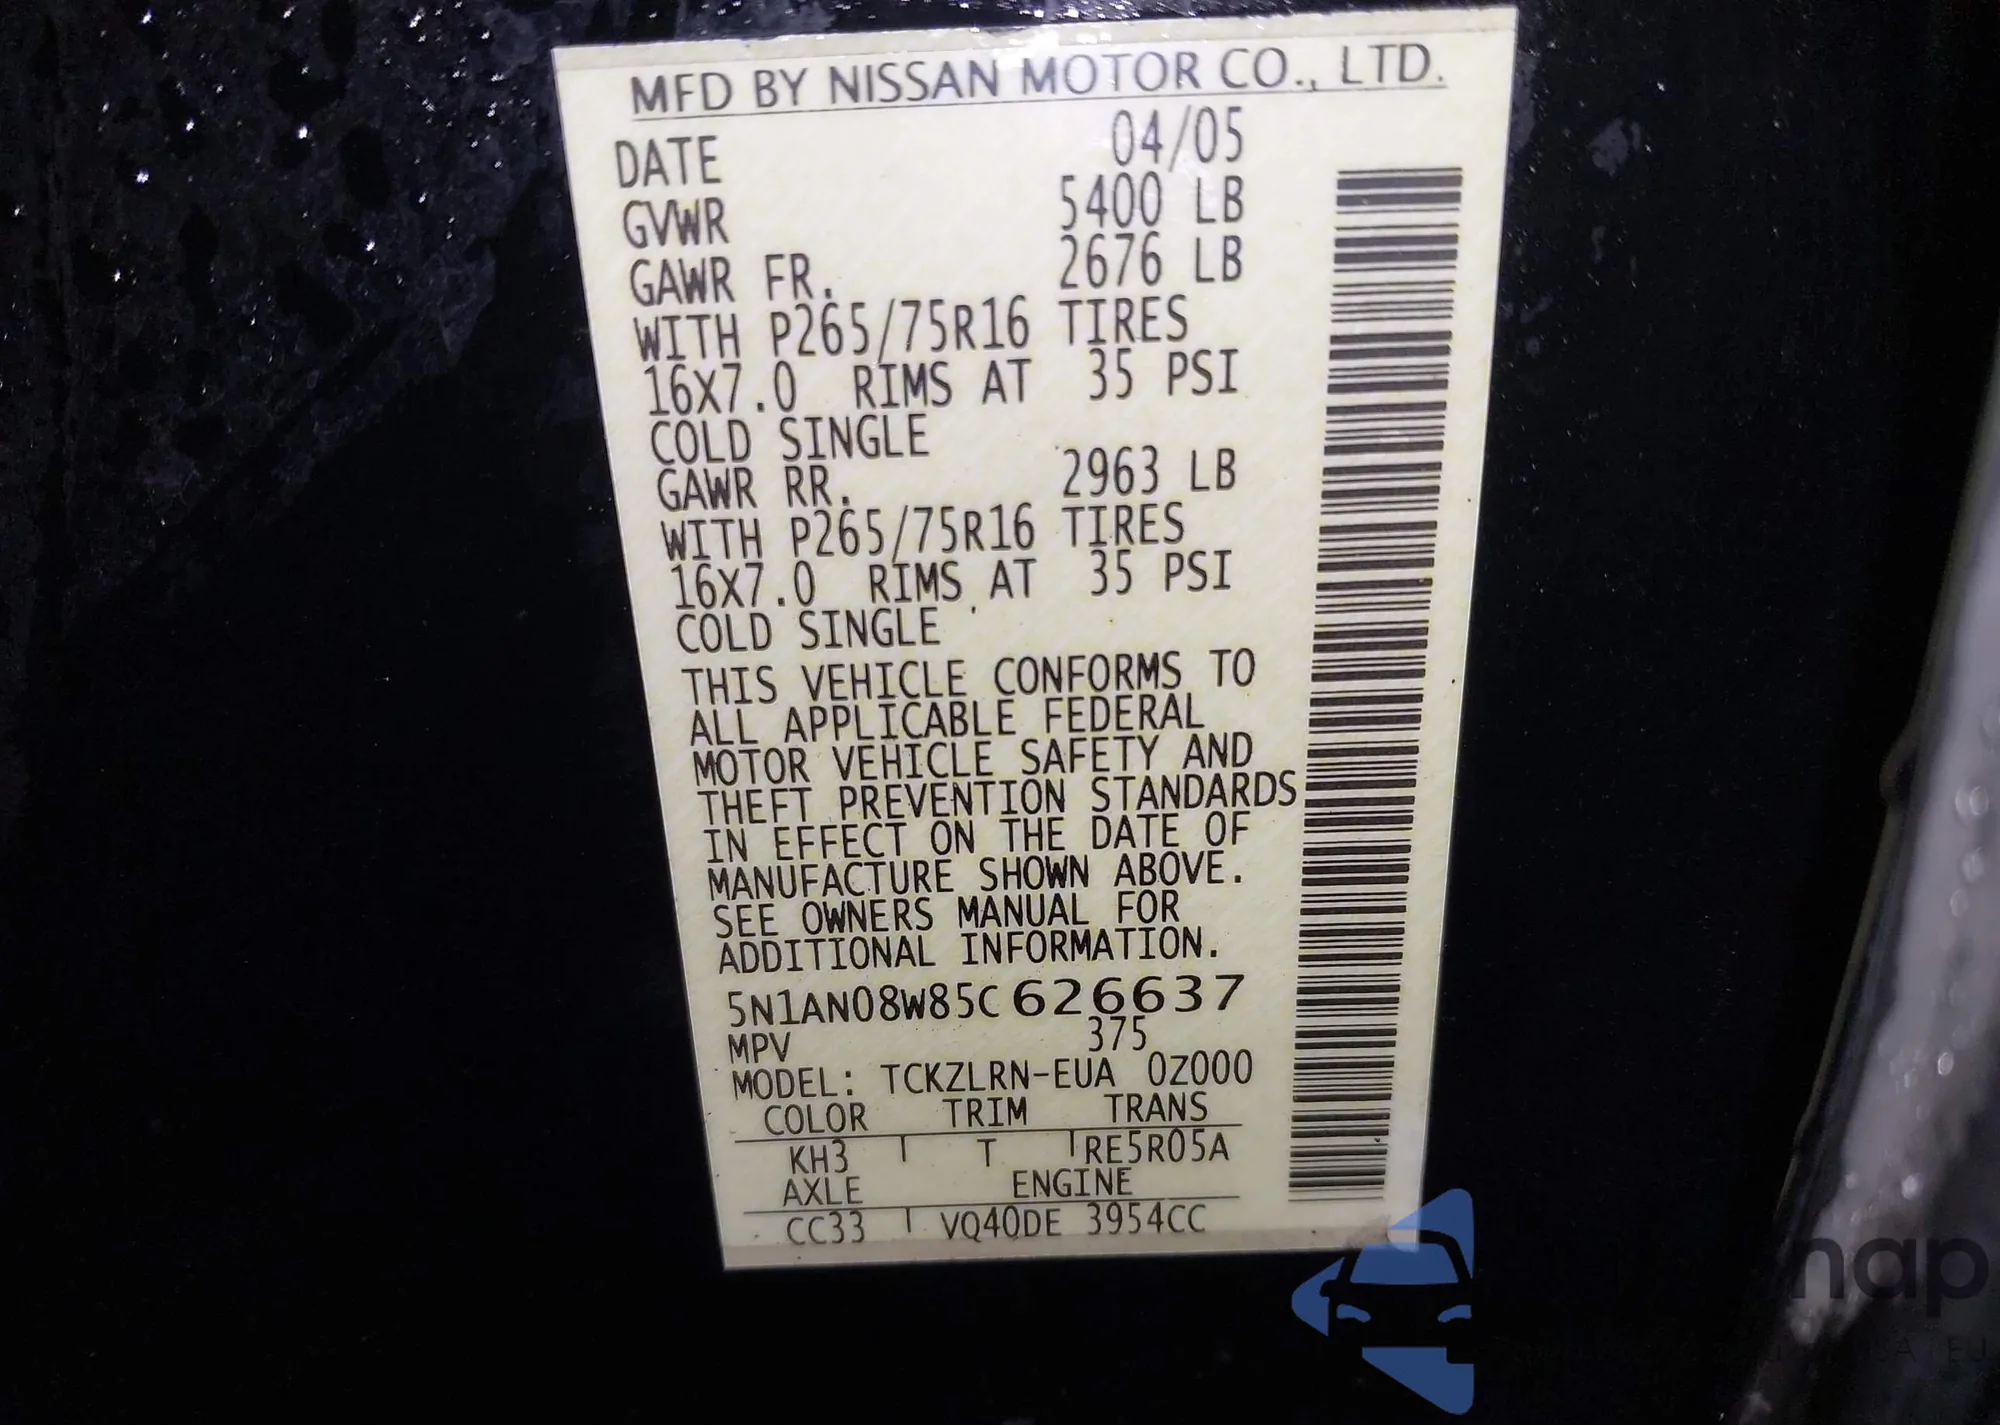 MFD BY NISSAN MOTOR CO., LTD.
DATE 04/05
GVWR 5400 LB
GAWR FR. 2676 LB
WITH P265/75R16 TIRES
16X7.0 RIMS AT 35 PSI
COLD SINGLE
GAWR RR. 2963 LB
WITH P265/75R16 TIRES
16X7.0 RIMS AT 35 PSI
COLD SINGLE
THIS VEHICLE CONFORMS TO
ALL APPLICABLE FEDERAL
MOTOR VEHICLE SAFETY AND
THEFT PREVENTION STANDARDS
IN EFFECT ON THE DATE OF
MANUFACTURE SHOWN ABOVE.
SEE OWNERS MANUAL FOR
ADDITIONAL INFORMATION.
5N1AN08W85C626637
MPV 375
MODEL: TCKZLRN-EUA 0Z000
COLOR TRIM TRANS
KH3 T RE5R05A
AXLE ENGINE
CC33 VQ40DE 3954CC